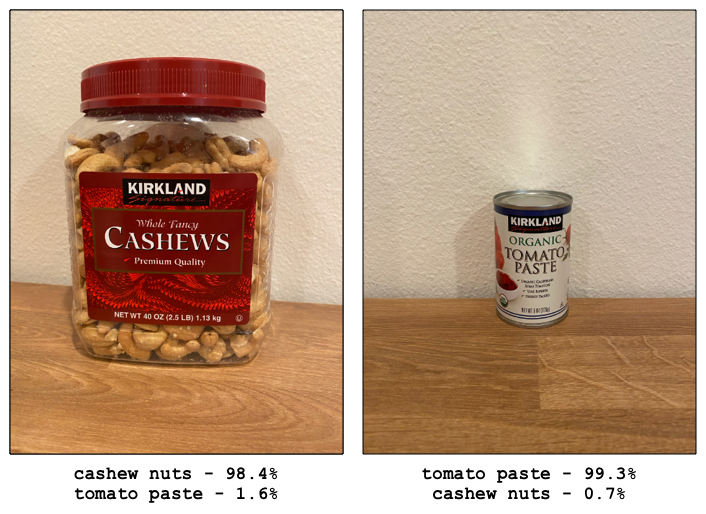 KIRKLAND
Signature
Whole Fancy
CASHEWS
Premium Quality
NET WT 40 OZ (2.5 LB) 1.13 kg
cashew nuts - 98.4%
tomato paste - 1.6%
KIRKLAND
ORGANIC
TOMATO
PASTE
tomato paste - 99.3%
cashew nuts - 0.7%